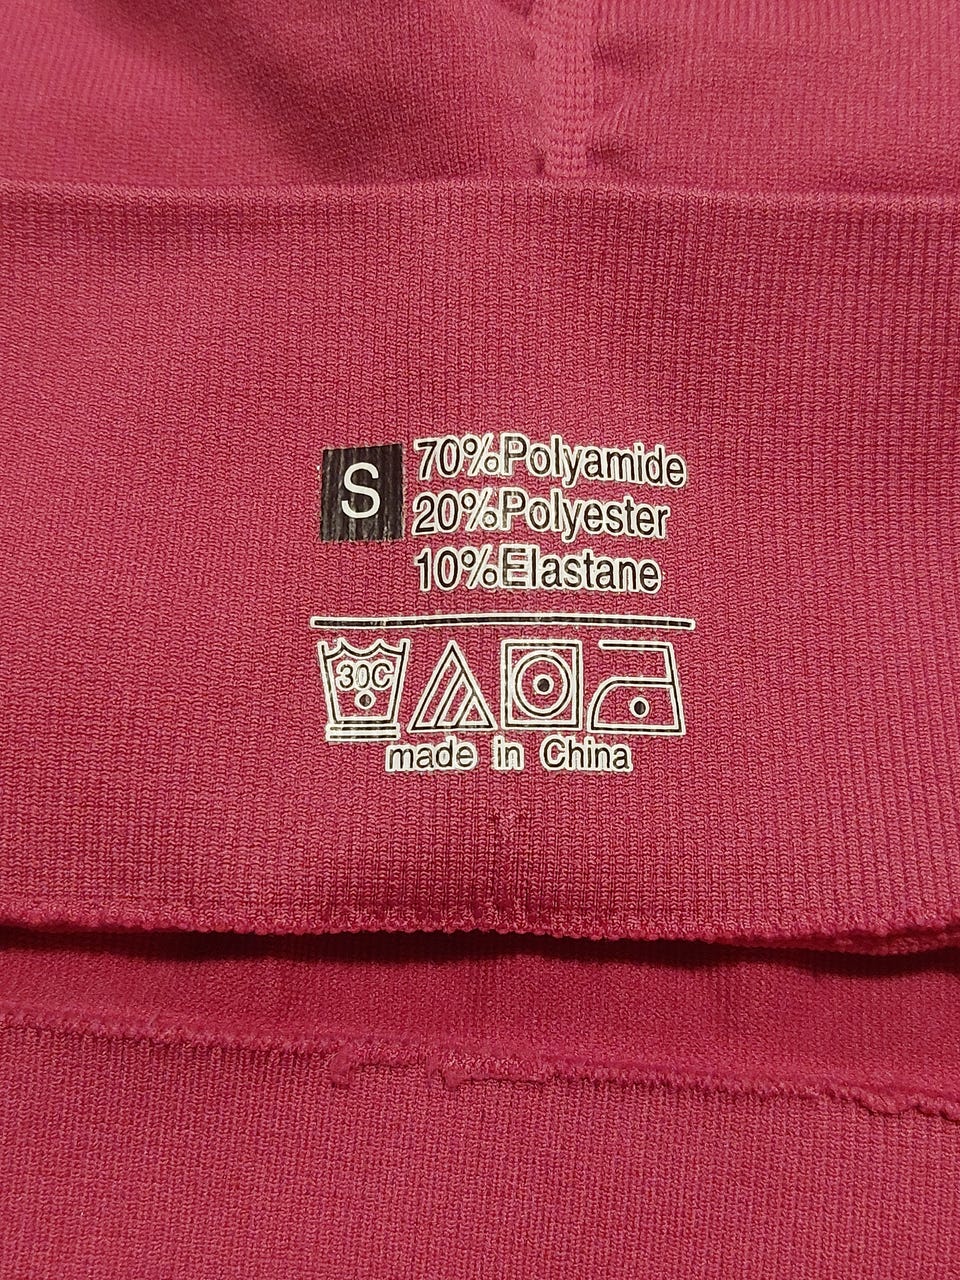 S
70%Polyamide
20%Polyester
10%Elastane
30C
made in China